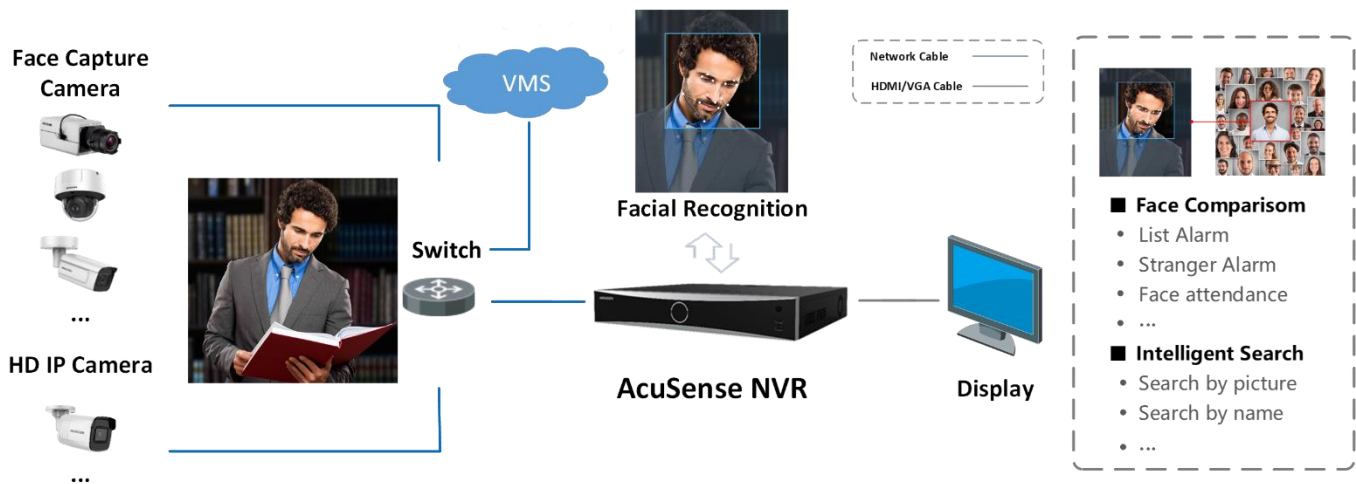 Face Capture
Camera
...
HD IP Camera
...
Switch
VMS
Facial Recognition
AcuSense NVR
Display
Network Cable
HDMI/VGA Cable
■ Face Comparisom
• List Alarm
• Stranger Alarm
• Face attendance
• ...
■ Intelligent Search
• Search by picture
• Search by name
• ...